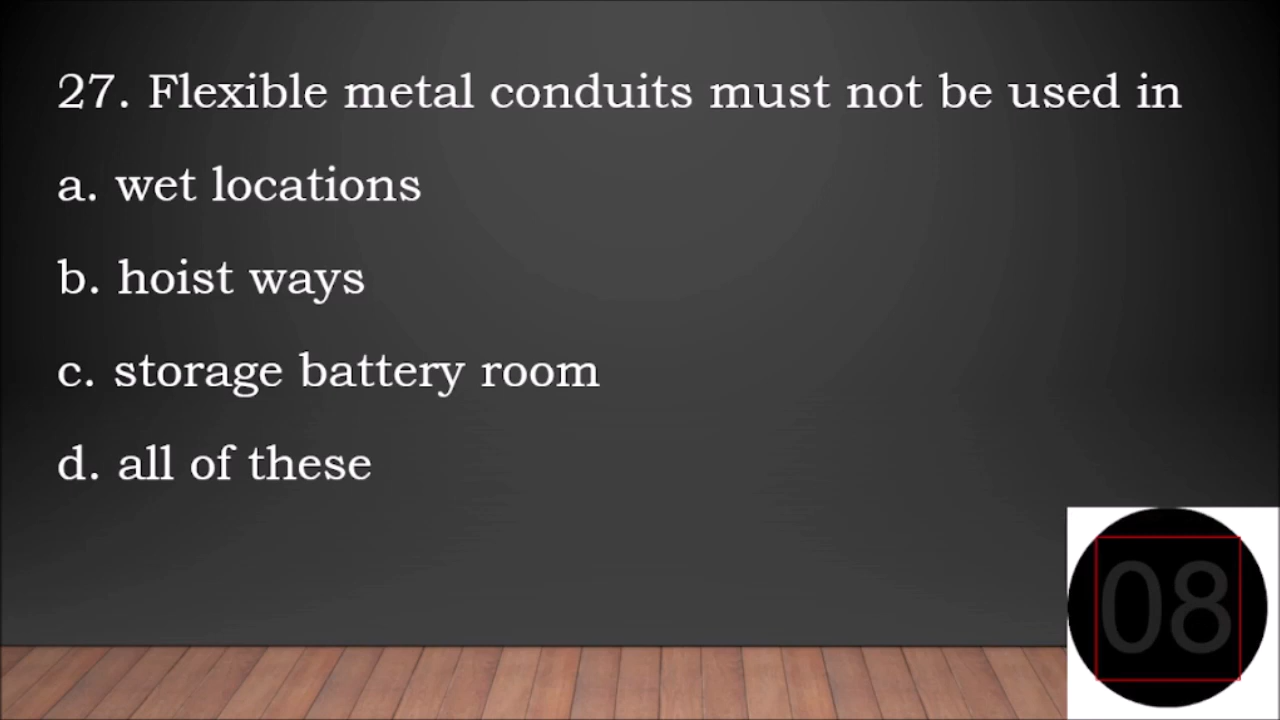 27. Flexible metal conduits must not be used in
a. wet locations
b. hoist ways
c. storage battery room
d. all of these
08